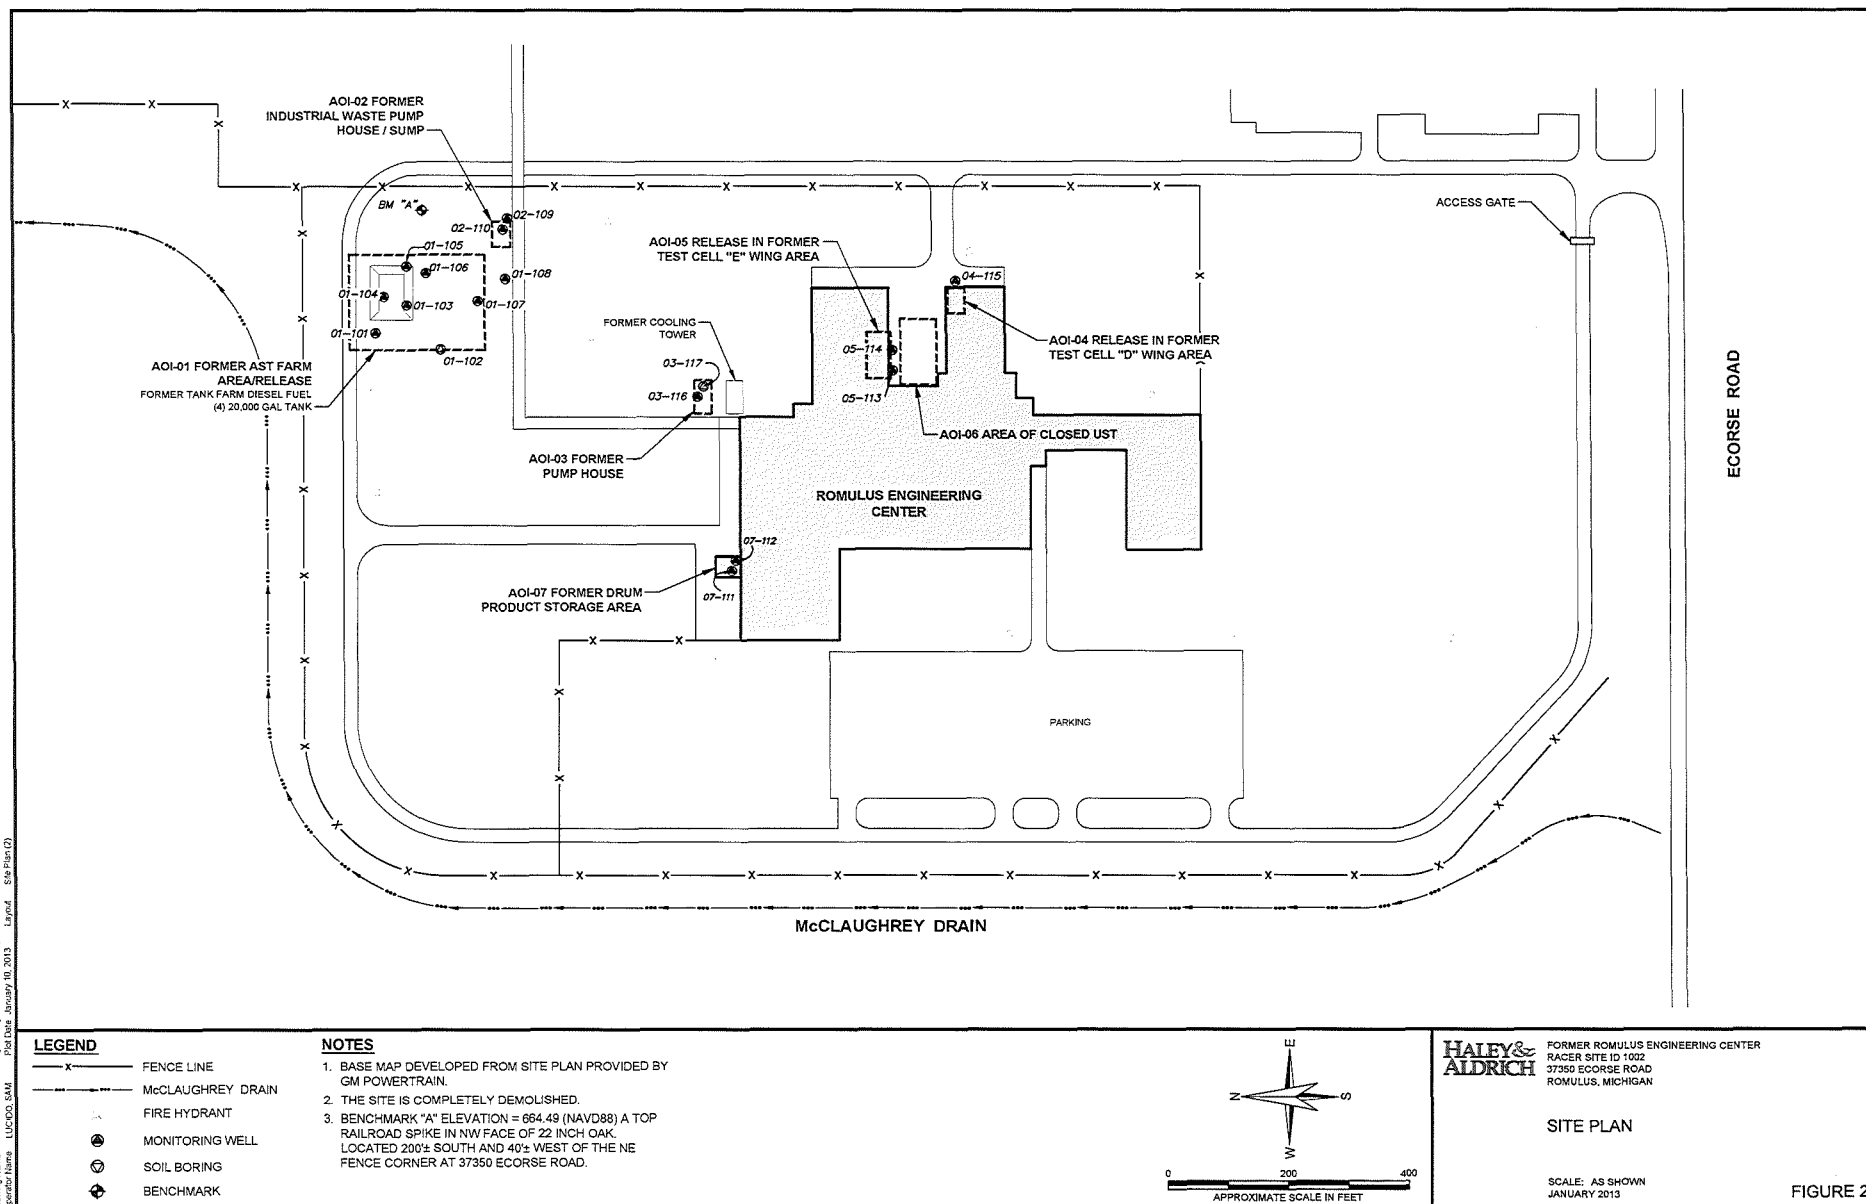 AOI-02 FORMER
INDUSTRIAL WASTE PUMP
HOUSE / SUMP
BM "A"
02-109
02-110
01-105
01-106
01-108
01-104
01-103
01-107
01-101
01-102
AOI-01 FORMER AST FARM
AREA/RELEASE
FORMER TANK FARM DIESEL FUEL
(4) 20,000 GAL TANK
AOI-05 RELEASE IN FORMER
TEST CELL "E" WING AREA
04-115
ACCESS GATE
FORMER COOLING
TOWER
05-114
05-113
AOI-04 RELEASE IN FORMER
TEST CELL "D" WING AREA
03-117
03-116
AOI-03 FORMER
PUMP HOUSE
AOI-06 AREA OF CLOSED UST
ROMULUS ENGINEERING
CENTER
ECORSE ROAD
07-112
07-111
AOI-07 FORMER DRUM
PRODUCT STORAGE AREA
PARKING
McCLAUGHREY DRAIN
LEGEND
X FENCE LINE
McCLAUGHREY DRAIN
FIRE HYDRANT
MONITORING WELL
SOIL BORING
BENCHMARK
NOTES
1. BASE MAP DEVELOPED FROM SITE PLAN PROVIDED BY
GM POWERTRAIN.
2. THE SITE IS COMPLETELY DEMOLISHED.
3. BENCHMARK "A" ELEVATION = 664.49 (NAVD88) A TOP
RAILROAD SPIKE IN NW FACE OF 22 INCH OAK.
LOCATED 200'± SOUTH AND 40'± WEST OF THE NE
FENCE CORNER AT 37350 ECORSE ROAD.
E
N
S
W
0 200 400
APPROXIMATE SCALE IN FEET
HALEY &
ALDRICH
FORMER ROMULUS ENGINEERING CENTER
RACER SITE ID 1002
37350 ECORSE ROAD
ROMULUS, MICHIGAN
SITE PLAN
SCALE: AS SHOWN
JANUARY 2013
FIGURE 2
Operator Name: LUCIDO, SAM
Plot Date January 10, 2013
Layout Site Plan (2)